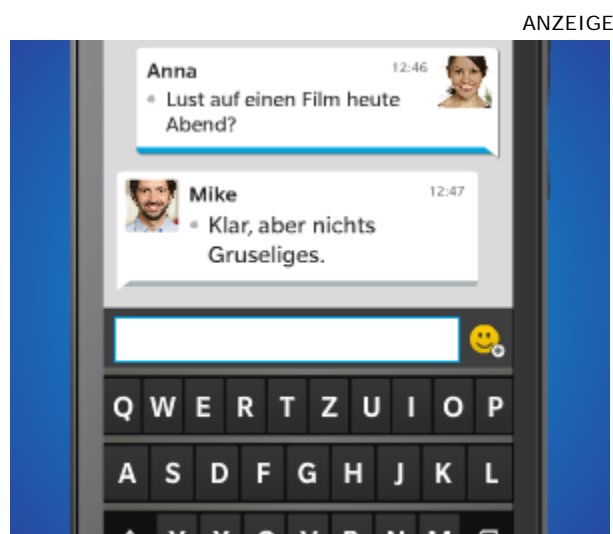 ANZEIGE
Anna 12:46
• Lust auf einen Film heute
Abend?
Mike 12:47
• Klar, aber nichts
Gruseliges.
Q W E R T Z U I O P
A S D F G H J K L